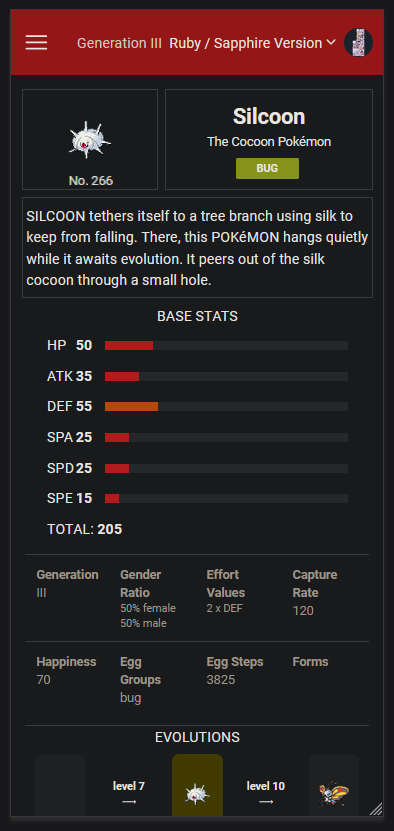 Generation III Ruby / Sapphire Version
No. 266
Silcoon
The Cocoon Pokémon
BUG
SILCOON tethers itself to a tree branch using silk to
keep from falling. There, this POKéMON hangs quietly
while it awaits evolution. It peers out of the silk
cocoon through a small hole.
BASE STATS
HP 50
ATK 35
DEF 55
SPA 25
SPD 25
SPE 15
TOTAL: 205
Generation
III
Gender
Ratio
50% female
50% male
Effort
Values
2 x DEF
Capture
Rate
120
Happiness
70
Egg
Groups
bug
Egg Steps
3825
Forms
EVOLUTIONS
level 7
level 10